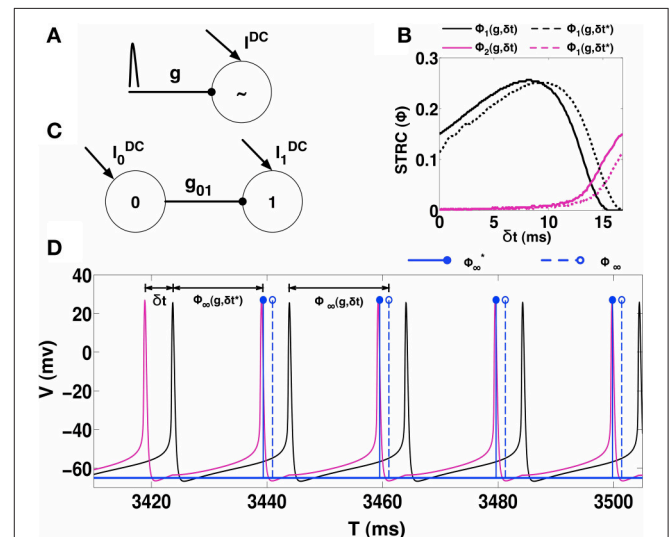 A
I^DC
g
~
B
Φ₁(g,δt) Φ₁(g,δt*)
Φ₂(g,δt) Φ₁(g,δt*)
STRC (Φ)
0.3
0.2
0.1
0
0 5 10 15
δt (ms)
C
I₀^DC
I₁^DC
0
g₀₁
1
D
Φ∞* Φ∞
δt
Φ∞(g,δt*)
Φ∞(g,δt)
V (mv)
40
20
0
−20
−40
−60
3420 3440 3460 3480 3500
T (ms)